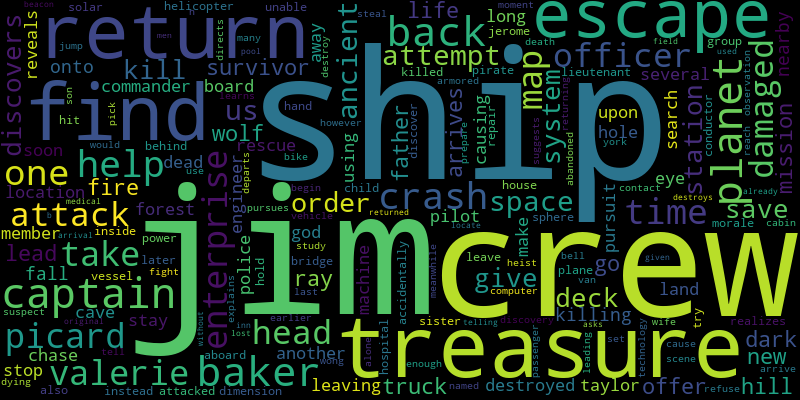 beacon solar helicopter unable many steal moment jerome
return escape
reveals jump men pool directs away destroy life long group death used field
discovers onto kill survivor back attempt officer nearby
ancient map system lieutenant several
commander board killed pirate armored
find ship planet damaged
son pick hit hand father discover arrives causing repair prepare suggests returning abandoned
learns us wolf using upon hole search station conductor observation reach mission
soon would behind however bike york
one help rescue dead engineer departs eye already
location fire forest enterprise pursues begin child house sphere contact destroys
medical use order crash space time save
attack member inside arrival vehicle returned pilot locate god study police make pursuit morale cabin
jim crew
lead take power later bridge hold machine accidentally meanwhile leave bell go land given
fall vessel fight ray last plane van heist computer give deck
captain explains without hospital killing try realizes
suspect cave original stay earlier sister telling discovery asks wife cause dark
picard tell inn lost head alone wrong treasure
chase aboard another enough passenger leading set technology scene new arrive
stop valerie baker truck named destroyed taylor offer refuse hill
dying also instead attacked dimension leaving